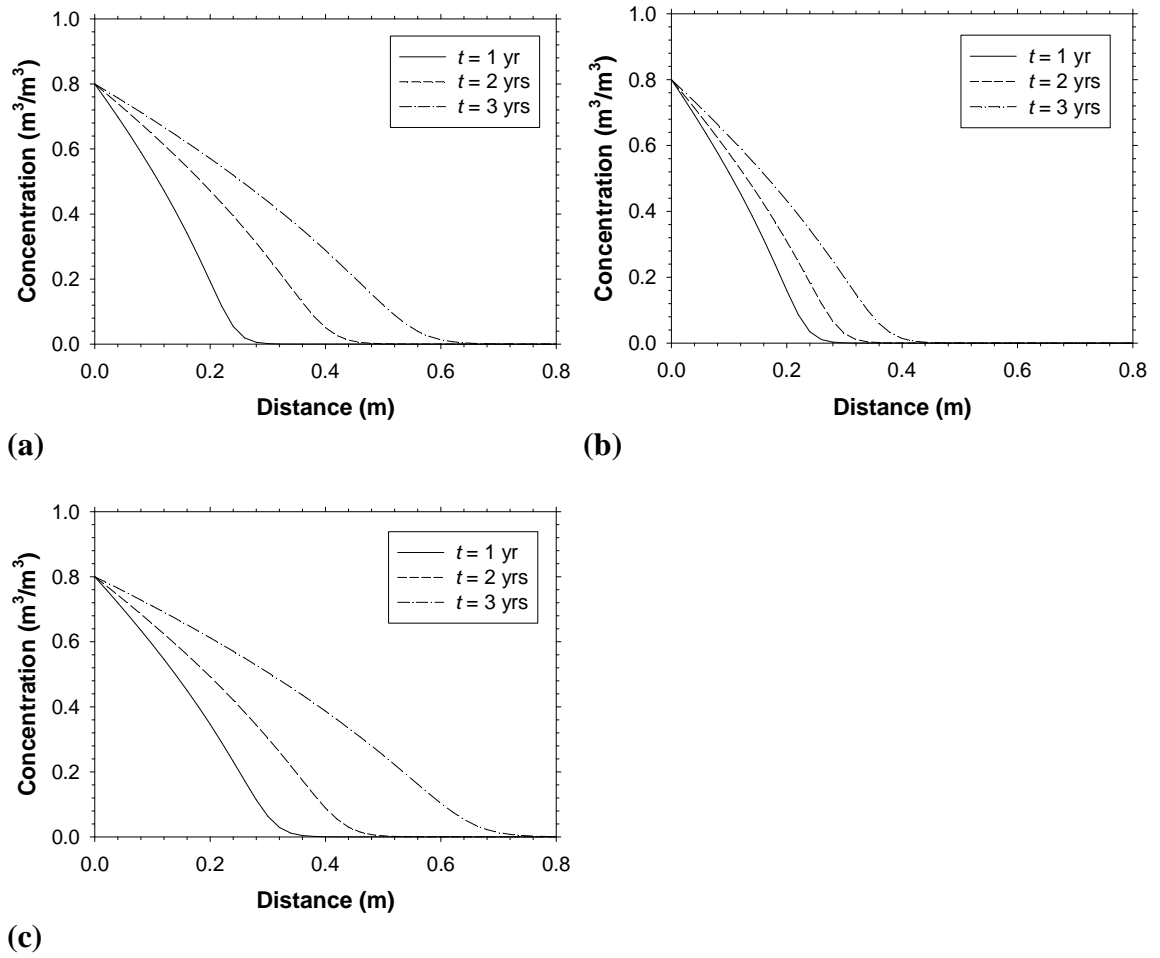 1.0
0.8
0.6
0.4
0.2
0.0
Concentration (m³/m³)
t = 1 yr
t = 2 yrs
t = 3 yrs
0.0 0.2 0.4 0.6 0.8
Distance (m)
(a)
1.0
0.8
0.6
0.4
0.2
0.0
Concentration (m³/m³)
t = 1 yr
t = 2 yrs
t = 3 yrs
0.0 0.2 0.4 0.6 0.8
Distance (m)
(b)
1.0
0.8
0.6
0.4
0.2
0.0
Concentration (m³/m³)
t = 1 yr
t = 2 yrs
t = 3 yrs
0.0 0.2 0.4 0.6 0.8
Distance (m)
(c)